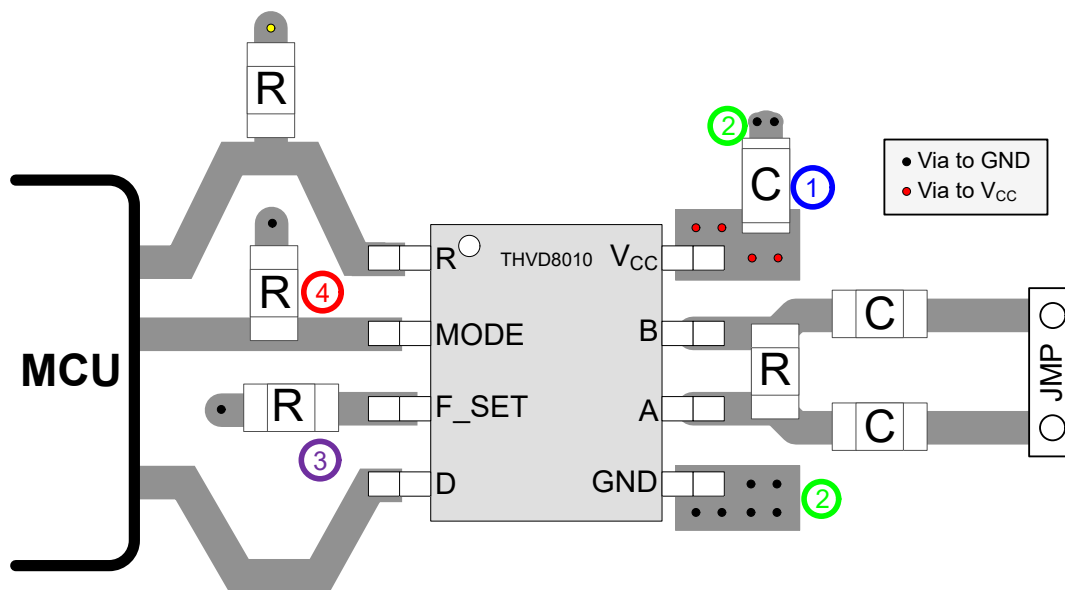 R
2
• Via to GND
• Via to VCC
C
1
R
4
R
THVD8010
VCC
MODE
B
C
MCU
R
JMP
R
F_SET
A
C
3
D
GND
2